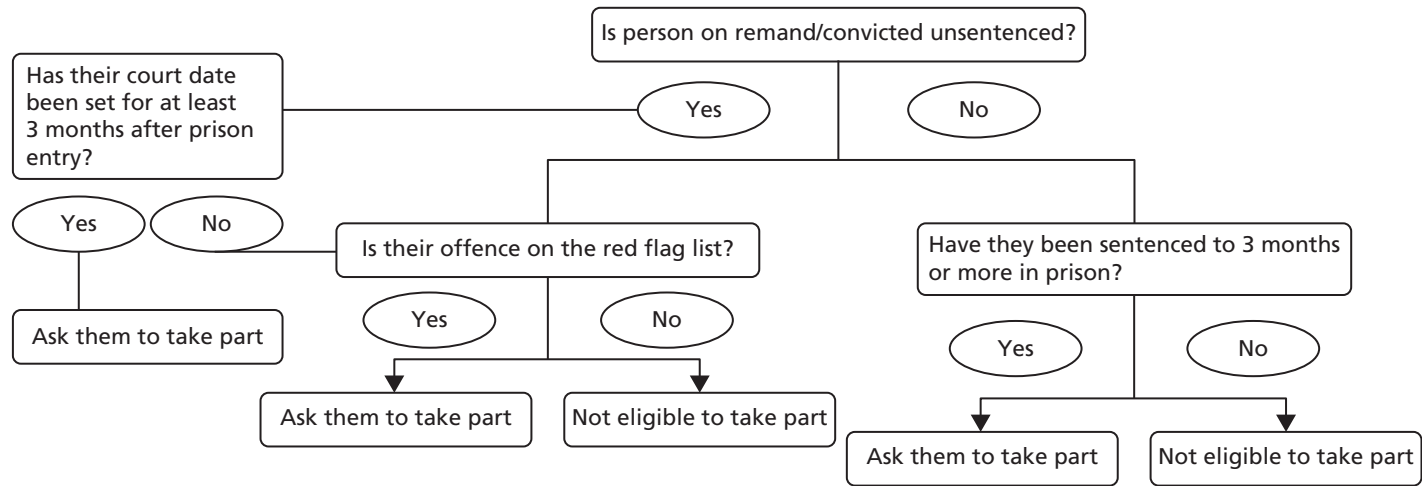 Is person on remand/convicted unsentenced?
Has their court date
been set for at least
3 months after prison
entry?
Yes
No
Yes
No
Is their offence on the red flag list?
Have they been sentenced to 3 months
or more in prison?
Ask them to take part
Yes
No
Yes
No
Ask them to take part
Not eligible to take part
Ask them to take part
Not eligible to take part